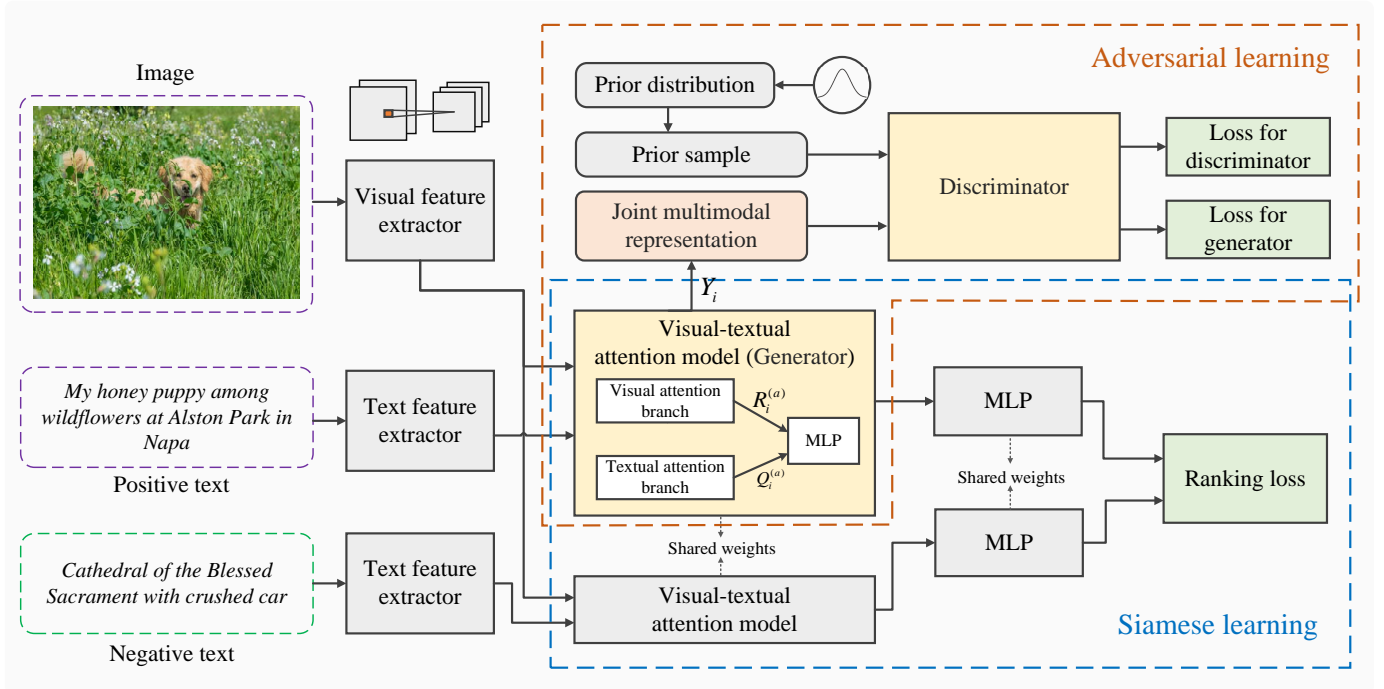 Image
Adversarial learning
Prior distribution
Prior sample
Joint multimodal
representation
Discriminator
Loss for
discriminator
Loss for
generator
Visual feature
extractor
Y_i
Visual-textual
attention model (Generator)
Visual attention
branch
R_i^{(a)}
MLP
Textual attention
branch
Q_i^{(a)}
My honey puppy among
wildflowers at Alston Park in
Napa
Positive text
Text feature
extractor
MLP
Shared weights
MLP
Ranking loss
Shared weights
Cathedral of the Blessed
Sacrament with crushed car
Negative text
Text feature
extractor
Visual-textual
attention model
Siamese learning